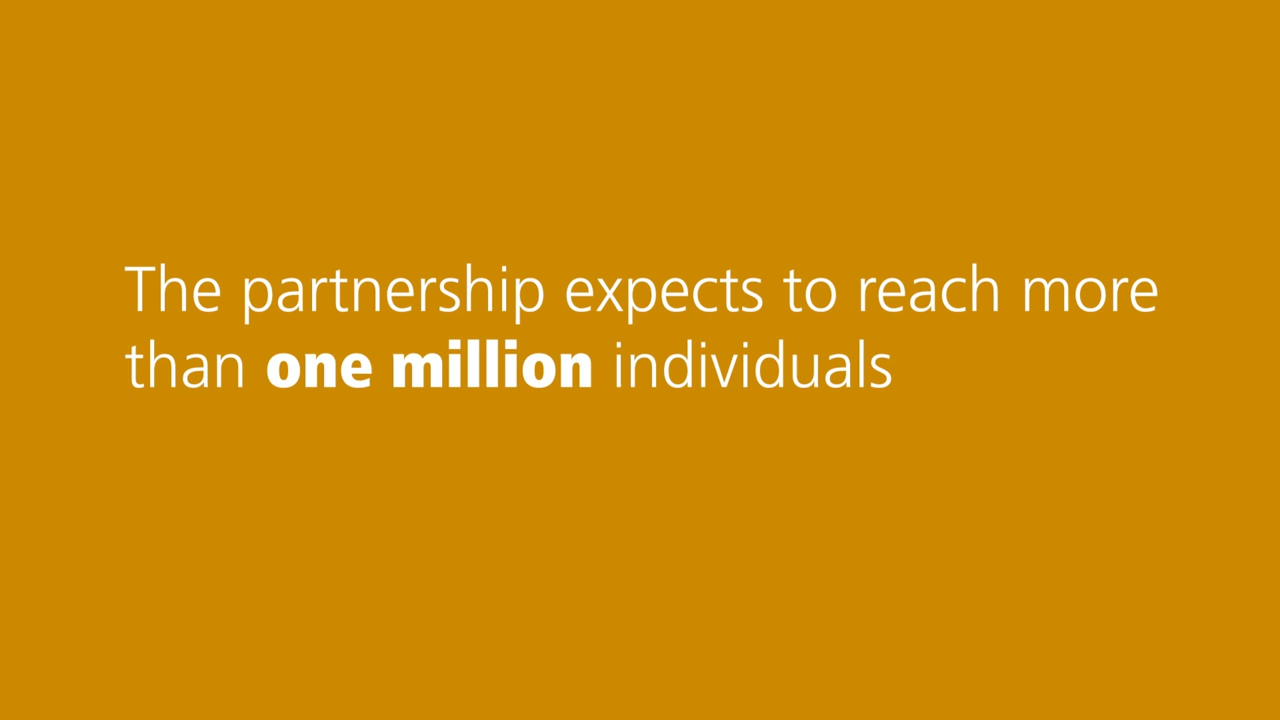 The partnership expects to reach more
than one million individuals